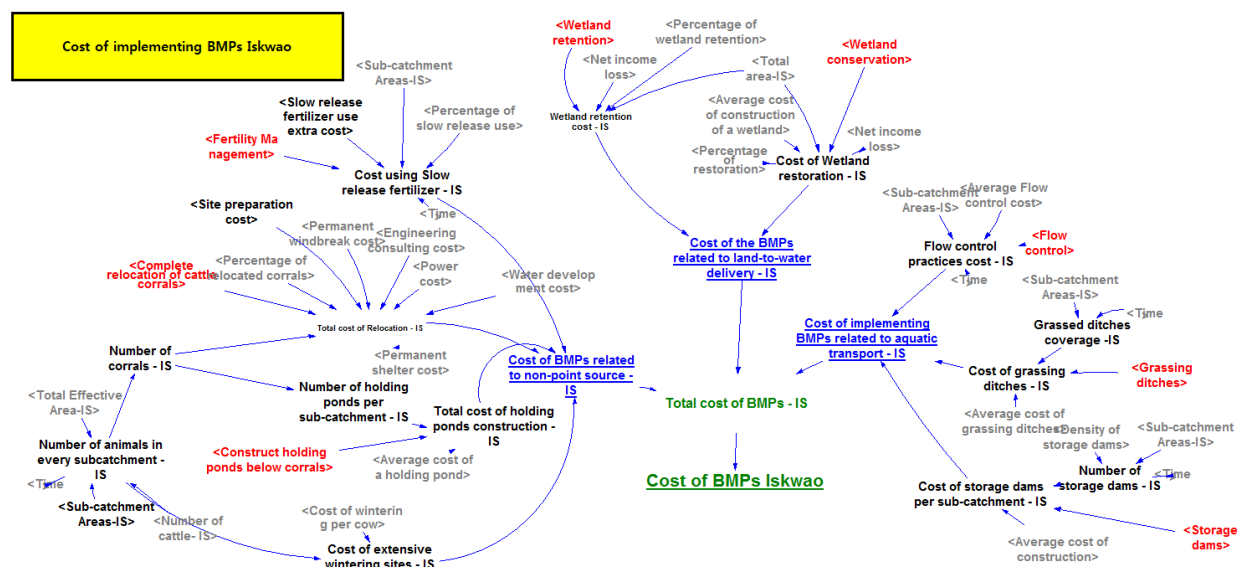 Cost of implementing BMPs Iskwao
<Wetland
retention>
<Percentage of
wetland retention>
<Net income
loss>
<Total
area-IS>
<Wetland
conservation>
Wetland retention
cost - IS
<Average cost
of construction
of a wetland>
<Net income
loss>
<Percentage
of
restoration>
Cost of Wetland
restoration - IS
<Sub-catchment
Areas-IS>
<Slow release
fertilizer use
extra cost>
<Percentage of
slow release use>
<Fertility Ma
nagement>
Cost using Slow
release fertilizer - IS
<Time
<Site preparation
cost>
<Permanent
windbreak cost>
<Engineering
consulting cost>
<Complete
relocation of cattle
corrals>
<Percentage of
relocated corrals>
<Power
cost>
<Water develop
ment cost>
Total cost of Relocation - IS
<Permanent
shelter cost>
Cost of the BMPs
related to land-to-water
delivery - IS
<Sub-catchment
Areas-IS>
<Average Flow
control cost>
Flow control
practices cost - IS
<Flow
control>
<Time
<Sub-catchment
Areas-IS>
<Time
Grassed ditches
coverage -IS
Cost of implementing
BMPs related to aquatic
transport - IS
Cost of grassing
ditches - IS
<Grassing
ditches>
<Average cost of
grassing ditches>
Number of
corrals - IS
Cost of BMPs related
to non-point source -
IS
Number of holding
ponds per
sub-catchment - IS
Total cost of holding
ponds construction -
IS
Total cost of BMPs - IS
<Total Effective
Area-IS>
Number of animals in
every subcatchment -
IS
<Construct holding
ponds below corrals>
<Average cost of
a holding pond>
<Time
<Sub-catchment
Areas-IS>
<Number of
cattle- IS>
<Cost of winterin
g per cow>
Cost of extensive
wintering sites - IS
Cost of BMPs Iskwao
<Density of
storage dams>
<Sub-catchment
Areas-IS>
Number of
storage dams - IS
<Time
Cost of storage dams
per sub-catchment - IS
<Average cost of
construction>
<Storage
dams>